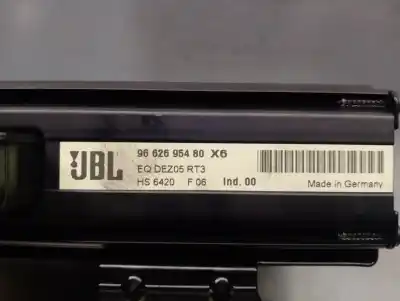 JBL
96 626 954 80 X6
EQ DEZ05 RT3
HS 6420 F 06 Ind. 00
Made in Germany